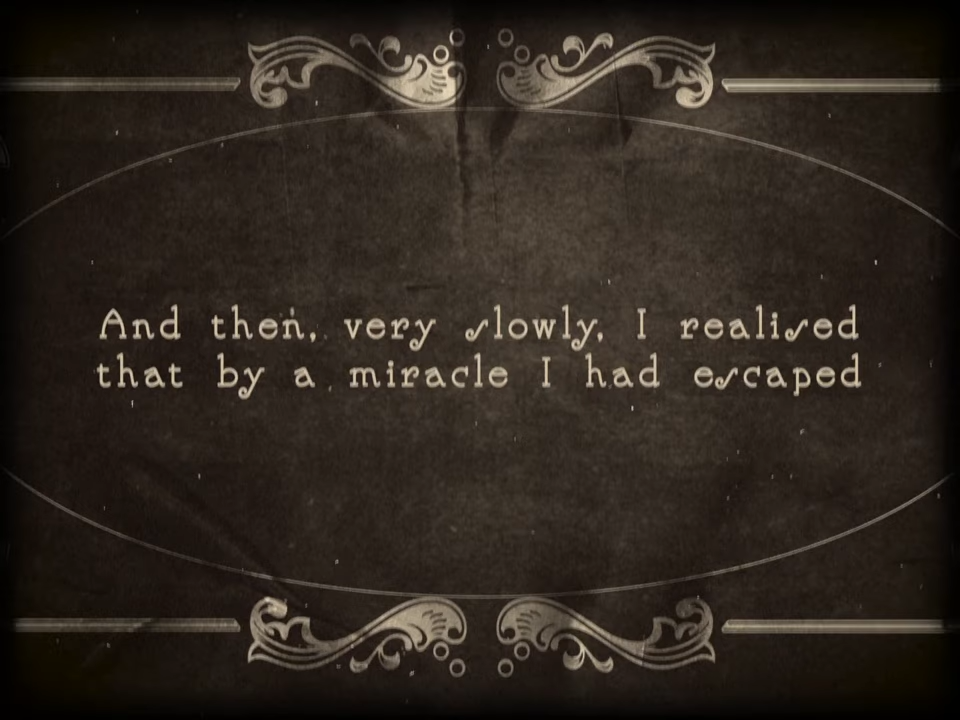 And then, very slowly, I realised
that by a miracle I had escaped